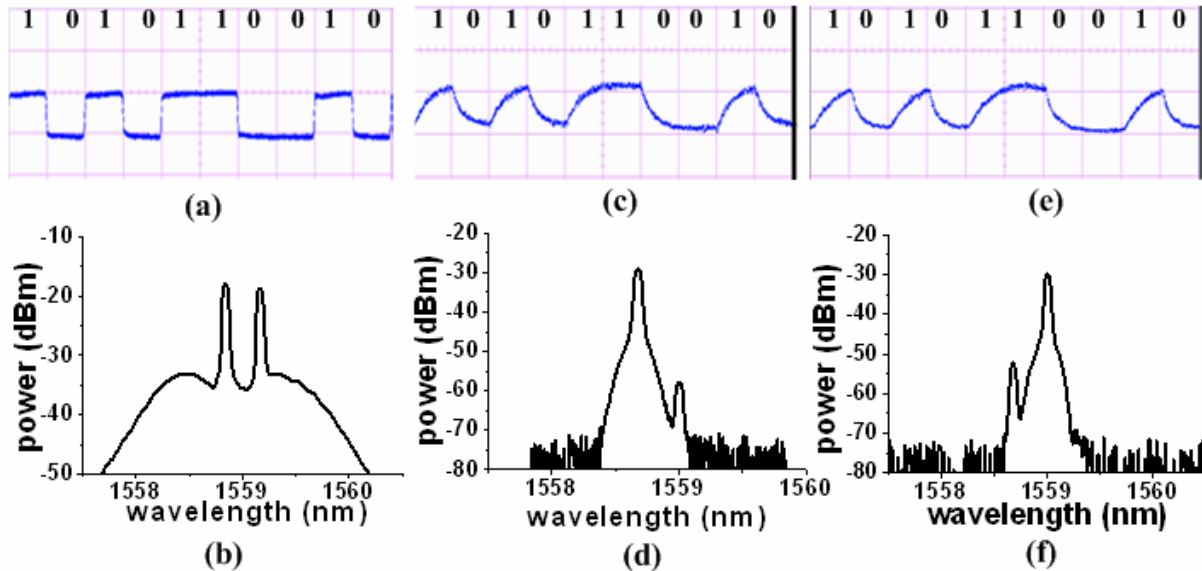 1 0 1 0 1 1 0 0 1 0
(a)
1 0 1 0 1 1 0 0 1 0
(c)
1 0 1 0 1 1 0 0 1 0
(e)
-10
-20
-30
-40
-50
power (dBm)
1558 1559 1560
wavelength (nm)
(b)
-20
-30
-40
-50
-60
-70
-80
power (dBm)
1558 1559 1560
wavelength (nm)
(d)
-20
-30
-40
-50
-60
-70
-80
power (dBm)
1558 1559 1560
wavelength (nm)
(f)